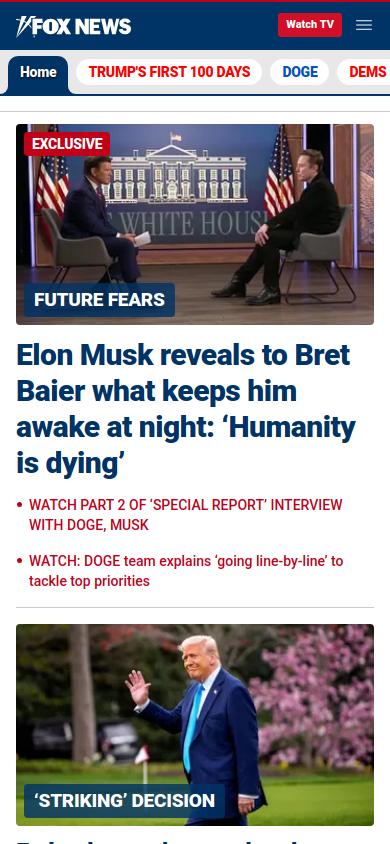 FOX NEWS
Watch TV
Home
TRUMP'S FIRST 100 DAYS
DOGE
DEMS
EXCLUSIVE
WHITE HOUS
FUTURE FEARS
Elon Musk reveals to Bret
Baier what keeps him
awake at night: ‘Humanity
is dying’
• WATCH PART 2 OF ‘SPECIAL REPORT’ INTERVIEW
WITH DOGE, MUSK
• WATCH: DOGE team explains ‘going line-by-line’ to
tackle top priorities
‘STRIKING’ DECISION